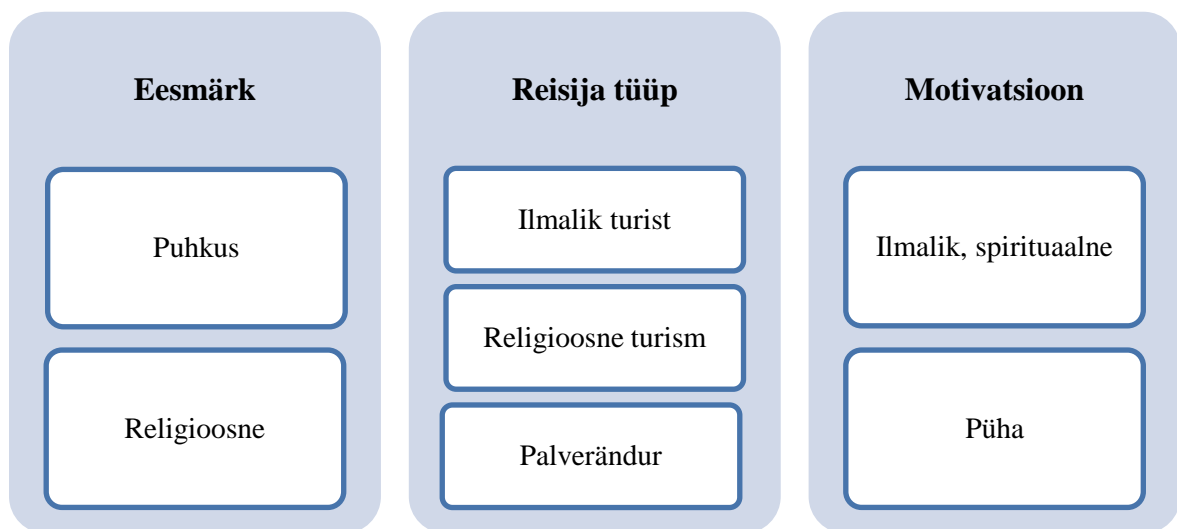 Eesmärk
Puhkus
Religioosne
Reisija tüüp
Ilmalik turist
Religioosne turism
Palverändur
Motivatsioon
Ilmalik, spirituaalne
Püha